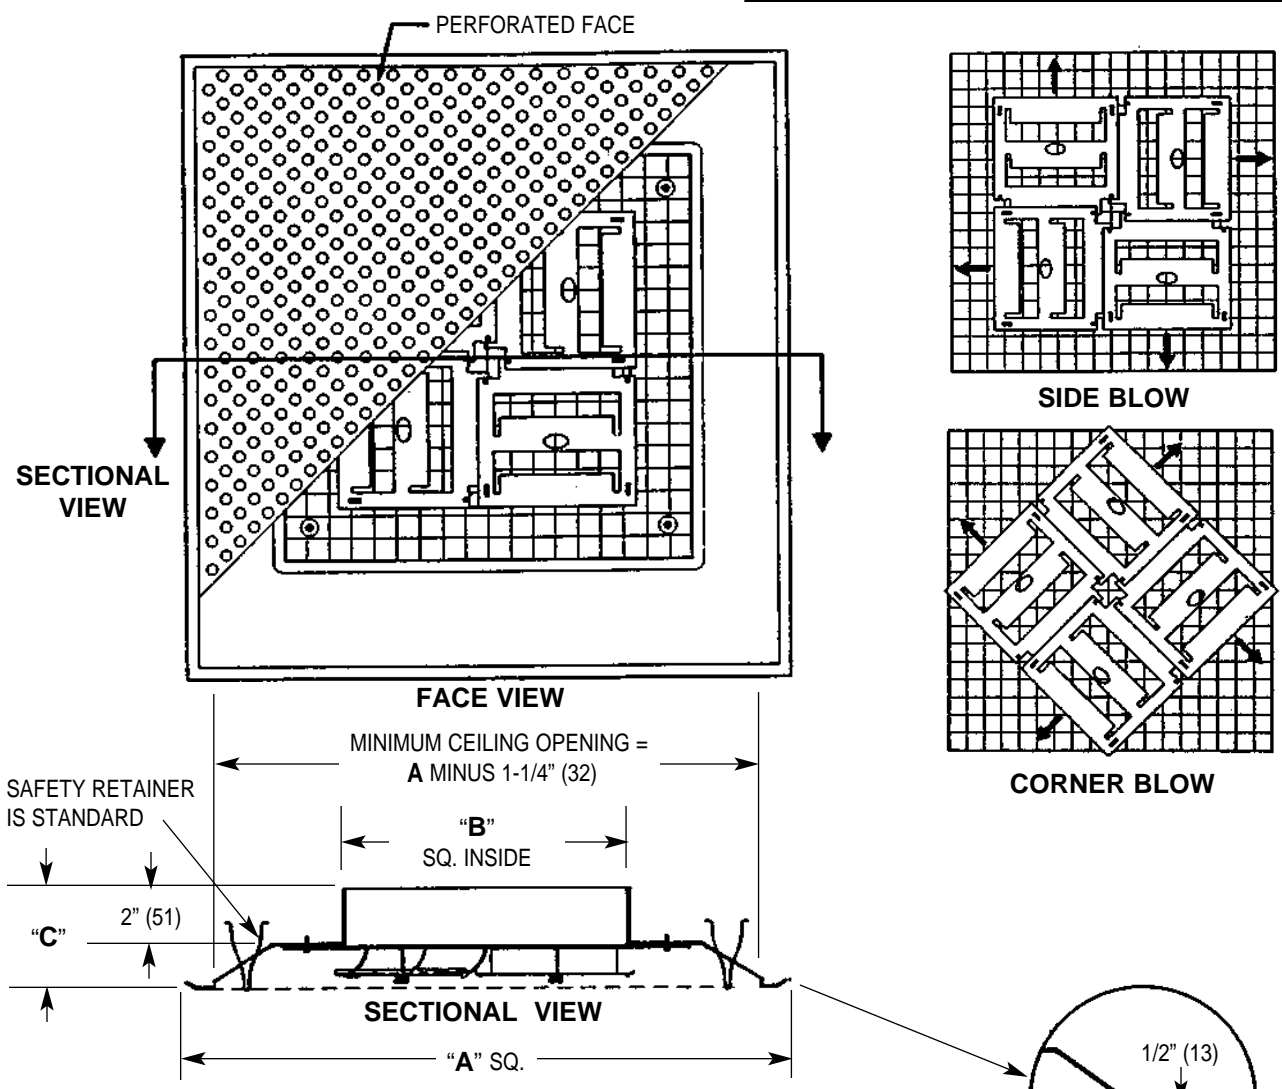 PERFORATED FACE
SIDE BLOW
SECTIONAL
VIEW
FACE VIEW
CORNER BLOW
MINIMUM CEILING OPENING =
A MINUS 1-1/4” (32)
SAFETY RETAINER
IS STANDARD
“B”
SQ. INSIDE
2” (51)
“C”
SECTIONAL VIEW
“A” SQ.
1/2” (13)